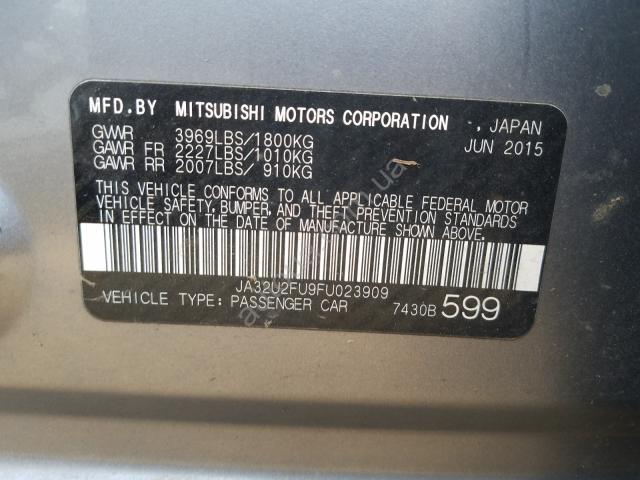 MFD.BY MITSUBISHI MOTORS CORPORATION , JAPAN
GVWR 3969LBS/1800KG JUN 2015
GAWR FR 2227LBS/1010KG
GAWR RR 2007LBS/ 910KG
THIS VEHICLE CONFORMS TO ALL APPLICABLE FEDERAL MOTOR
VEHICLE SAFETY, BUMPER, AND THEFT PREVENTION STANDARDS
IN EFFECT ON THE DATE OF MANUFACTURE SHOWN ABOVE.
JA32U2FU9FU023909
VEHICLE TYPE: PASSENGER CAR 7430B 599